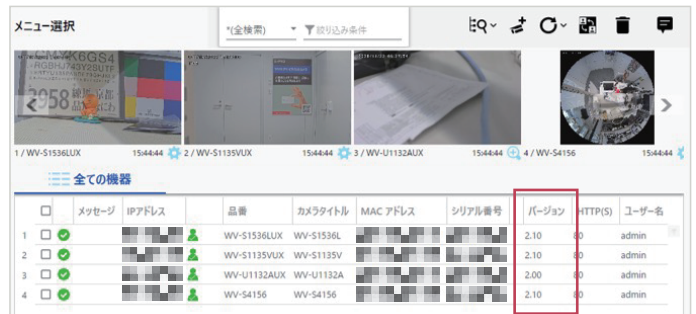 メニュー選択
*(全検索) 絞り込み条件
1 / WV-S1536LUX 15:44:44
2 / WV-S1135VUX 15:44:44
3 / WV-U1132AUX 15:44:44
4 / WV-S4156 15:44:44
全ての機器
メッセージ IPアドレス 品番 カメラタイトル MAC アドレス シリアル番号 バージョン HTTP(S) ユーザー名
1 WV-S1536LUX WV-S1536L 2.10 80 admin
2 WV-S1135VUX WV-S1135V 2.10 80 admin
3 WV-U1132AUX WV-U1132A 2.00 80 admin
4 WV-S4156 WV-S4156 2.10 80 admin